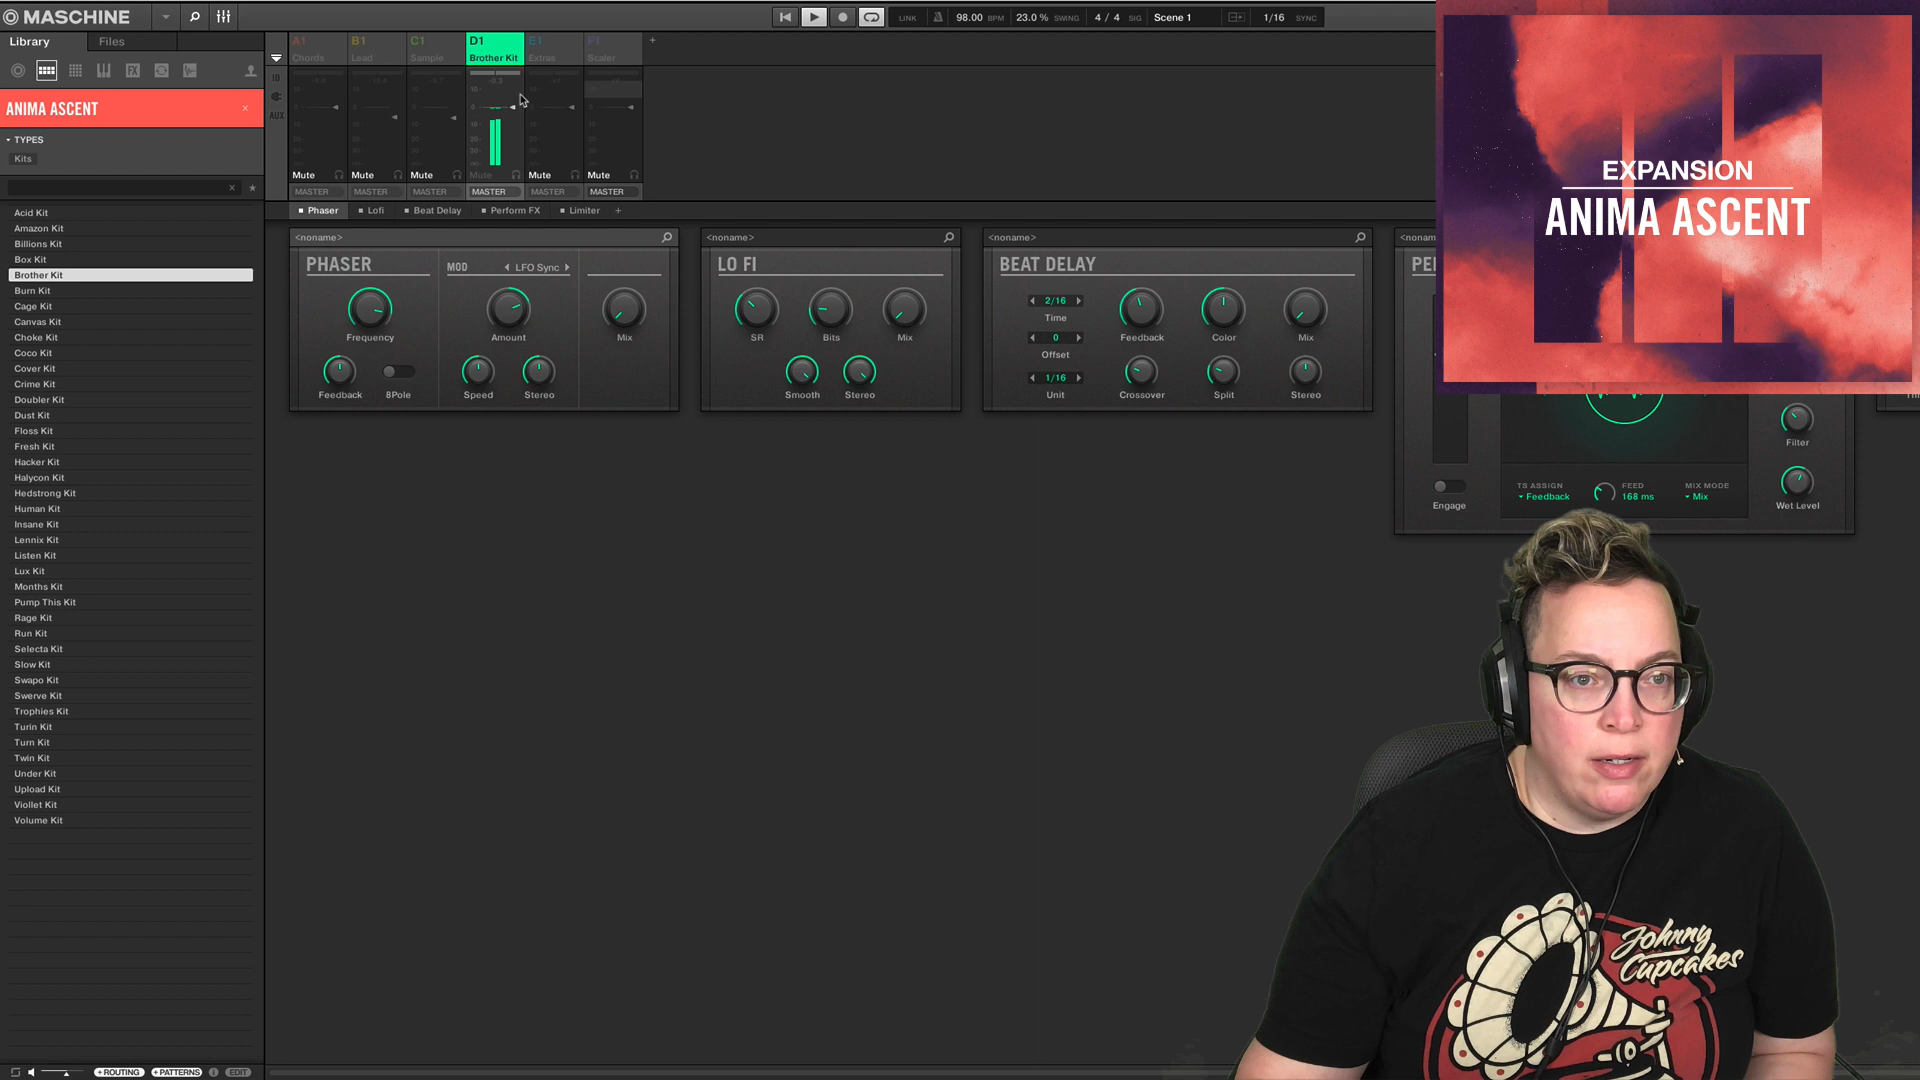 MASCHINE
LINK
98.00 BPM
23.0 % SWING
4 / 4 SIG
Scene 1
1/16 SYNC
Library
Files
ANIMA ASCENT
TYPES
Kits
Acid Kit
Amazon Kit
Billions Kit
Box Kit
Brother Kit
Burn Kit
Cage Kit
Canvas Kit
Choke Kit
Coco Kit
Cover Kit
Crime Kit
Doubler Kit
Dust Kit
Floss Kit
Fresh Kit
Hacker Kit
Halycon Kit
Hedstrong Kit
Human Kit
Insane Kit
Lennix Kit
Listen Kit
Lux Kit
Months Kit
Pump This Kit
Rage Kit
Run Kit
Selecta Kit
Slow Kit
Swapo Kit
Swerve Kit
Trophies Kit
Turin Kit
Turn Kit
Twin Kit
Under Kit
Upload Kit
Viollet Kit
Volume Kit
+ROUTING
+PATTERNS
EDIT
A1 B1 C1 D1 E1 F1
Chords Lead Sample Brother Kit Extras Scaler
IO
AUX
Mute Mute Mute Mute Mute Mute
MASTER MASTER MASTER MASTER MASTER MASTER
Phaser Lofi Beat Delay Perform FX Limiter +
<noname>
PHASER
MOD
LFO Sync
Frequency
Amount
Mix
Feedback
8Pole
Speed
Stereo
<noname>
LO FI
SR
Bits
Mix
Smooth
Stereo
<noname>
BEAT DELAY
2/16
Time
0
Offset
1/16
Unit
Feedback
Color
Mix
Crossover
Split
Stereo
Engage
TS ASSIGN
Feedback
FEED
168 ms
MIX MODE
Mix
Filter
Wet Level
EXPANSION
ANIMA ASCENT
Johnny
Cupcakes